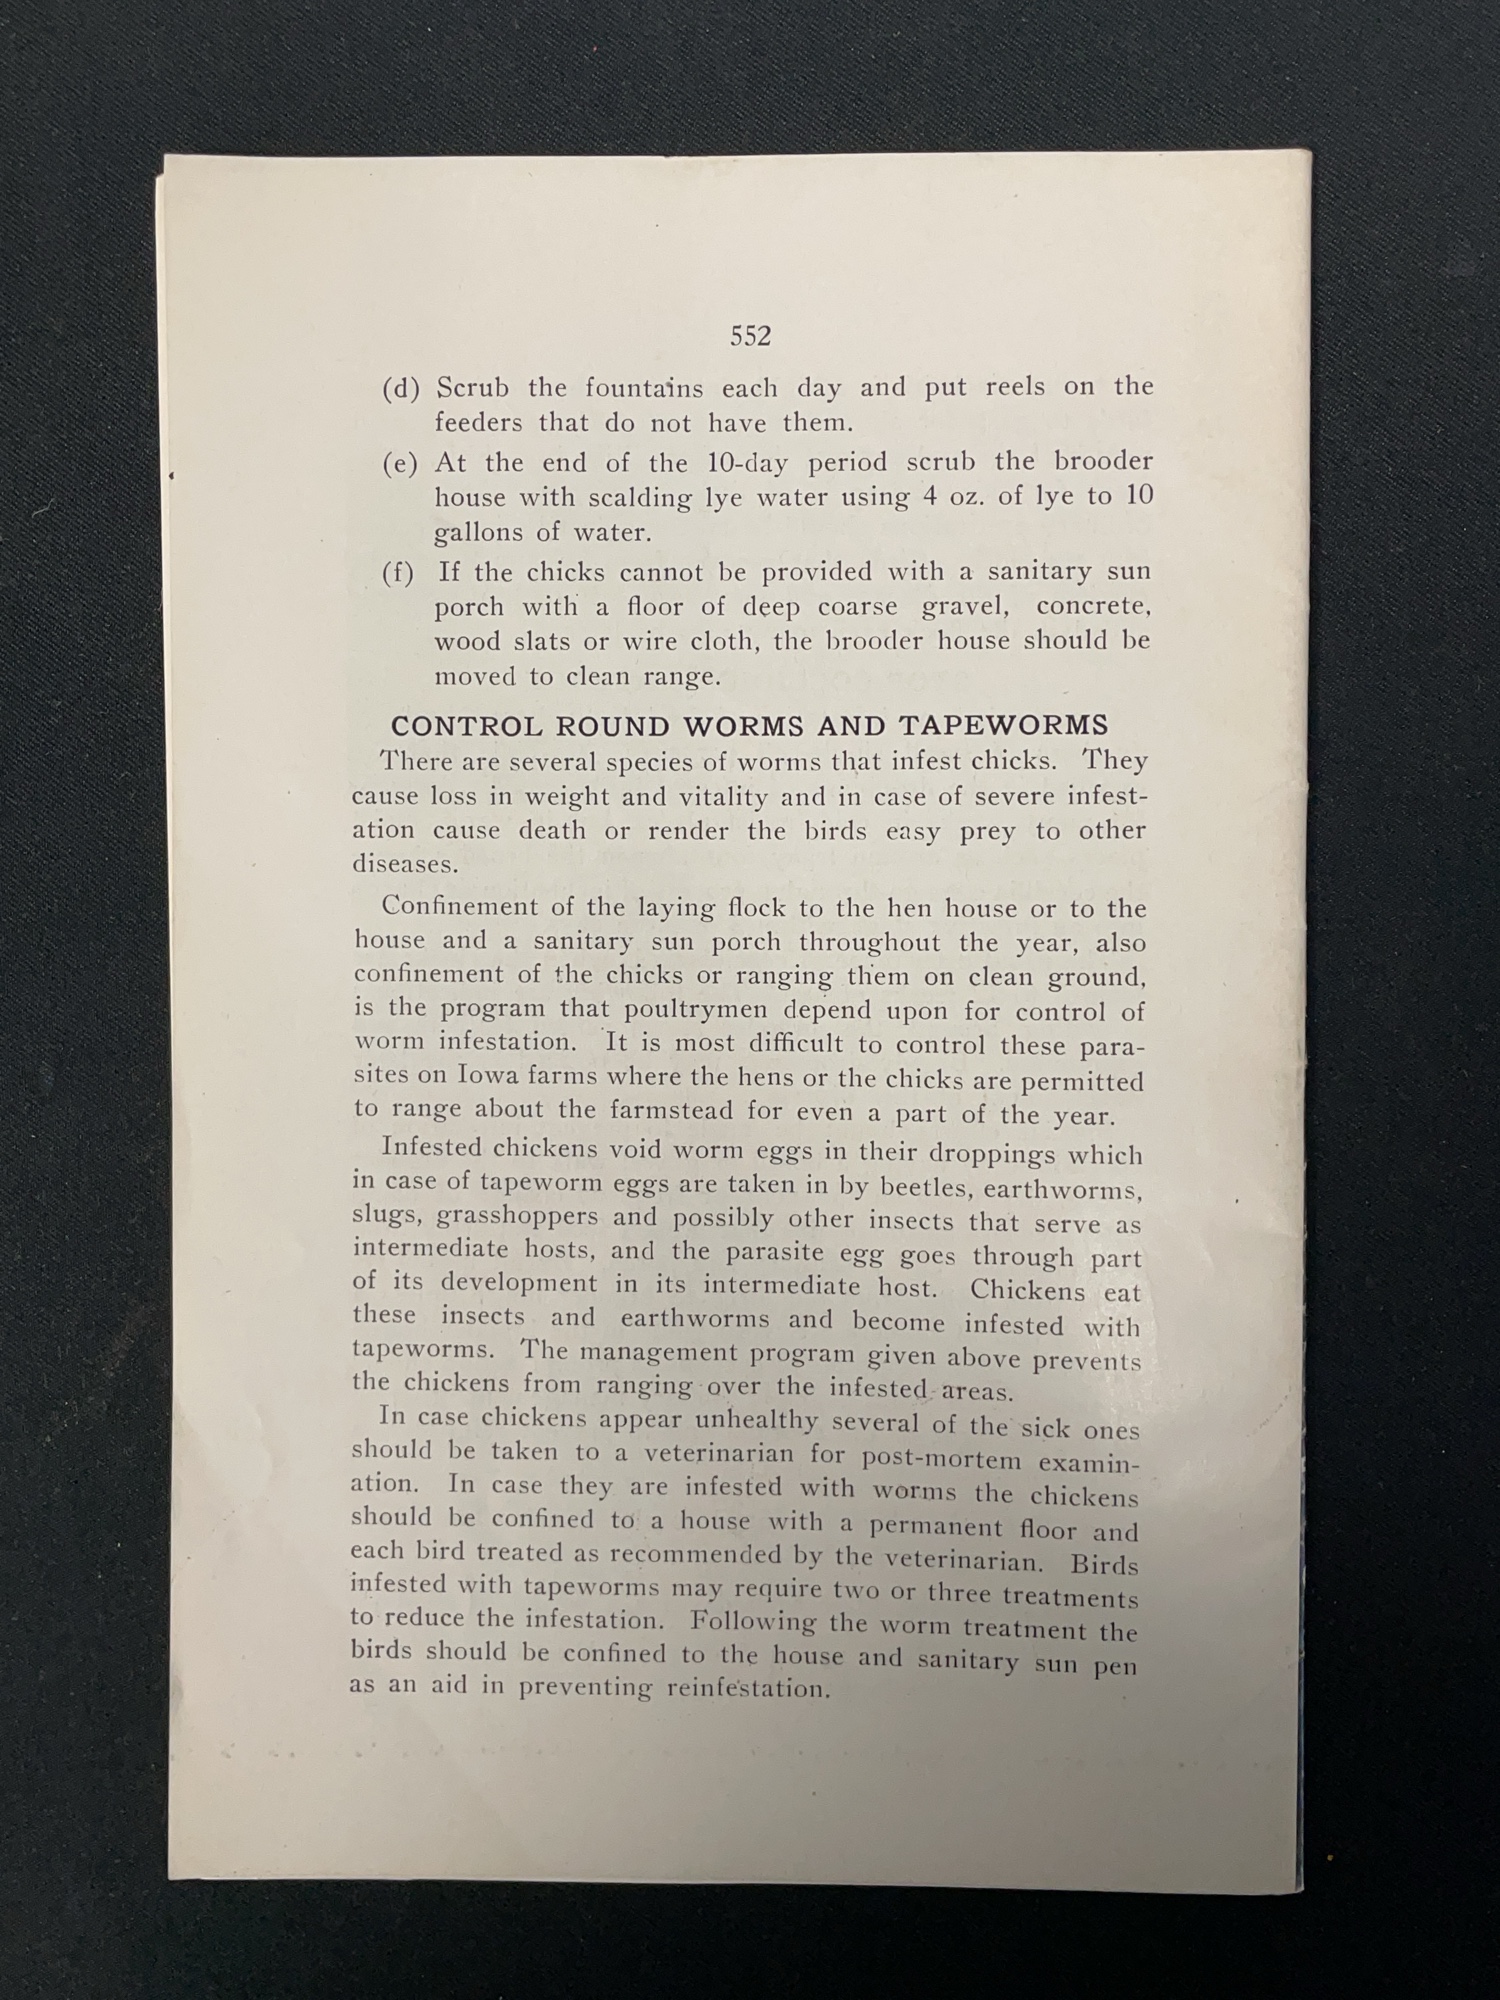 552
(d) Scrub the fountains each day and put reels on the
feeders that do not have them.
(e) At the end of the 10-day period scrub the brooder
house with scalding lye water using 4 oz. of lye to 10
gallons of water.
(f) If the chicks cannot be provided with a sanitary sun
porch with a floor of deep coarse gravel, concrete,
wood slats or wire cloth, the brooder house should be
moved to clean range.
CONTROL ROUND WORMS AND TAPEWORMS
There are several species of worms that infest chicks. They
cause loss in weight and vitality and in case of severe infest-
ation cause death or render the birds easy prey to other
diseases.
Confinement of the laying flock to the hen house or to the
house and a sanitary sun porch throughout the year, also
confinement of the chicks or ranging them on clean ground,
is the program that poultrymen depend upon for control of
worm infestation. It is most difficult to control these para-
sites on Iowa farms where the hens or the chicks are permitted
to range about the farmstead for even a part of the year.
Infested chickens void worm eggs in their droppings which
in case of tapeworm eggs are taken in by beetles, earthworms,
slugs, grasshoppers and possibly other insects that serve as
intermediate hosts, and the parasite egg goes through part
of its development in its intermediate host. Chickens eat
these insects and earthworms and become infested with
tapeworms. The management program given above prevents
the chickens from ranging over the infested areas.
In case chickens appear unhealthy several of the sick ones
should be taken to a veterinarian for post-mortem examin-
ation. In case they are infested with worms the chickens
should be confined to a house with a permanent floor and
each bird treated as recommended by the veterinarian. Birds
infested with tapeworms may require two or three treatments
to reduce the infestation. Following the worm treatment the
birds should be confined to the house and sanitary sun pen
as an aid in preventing reinfestation.